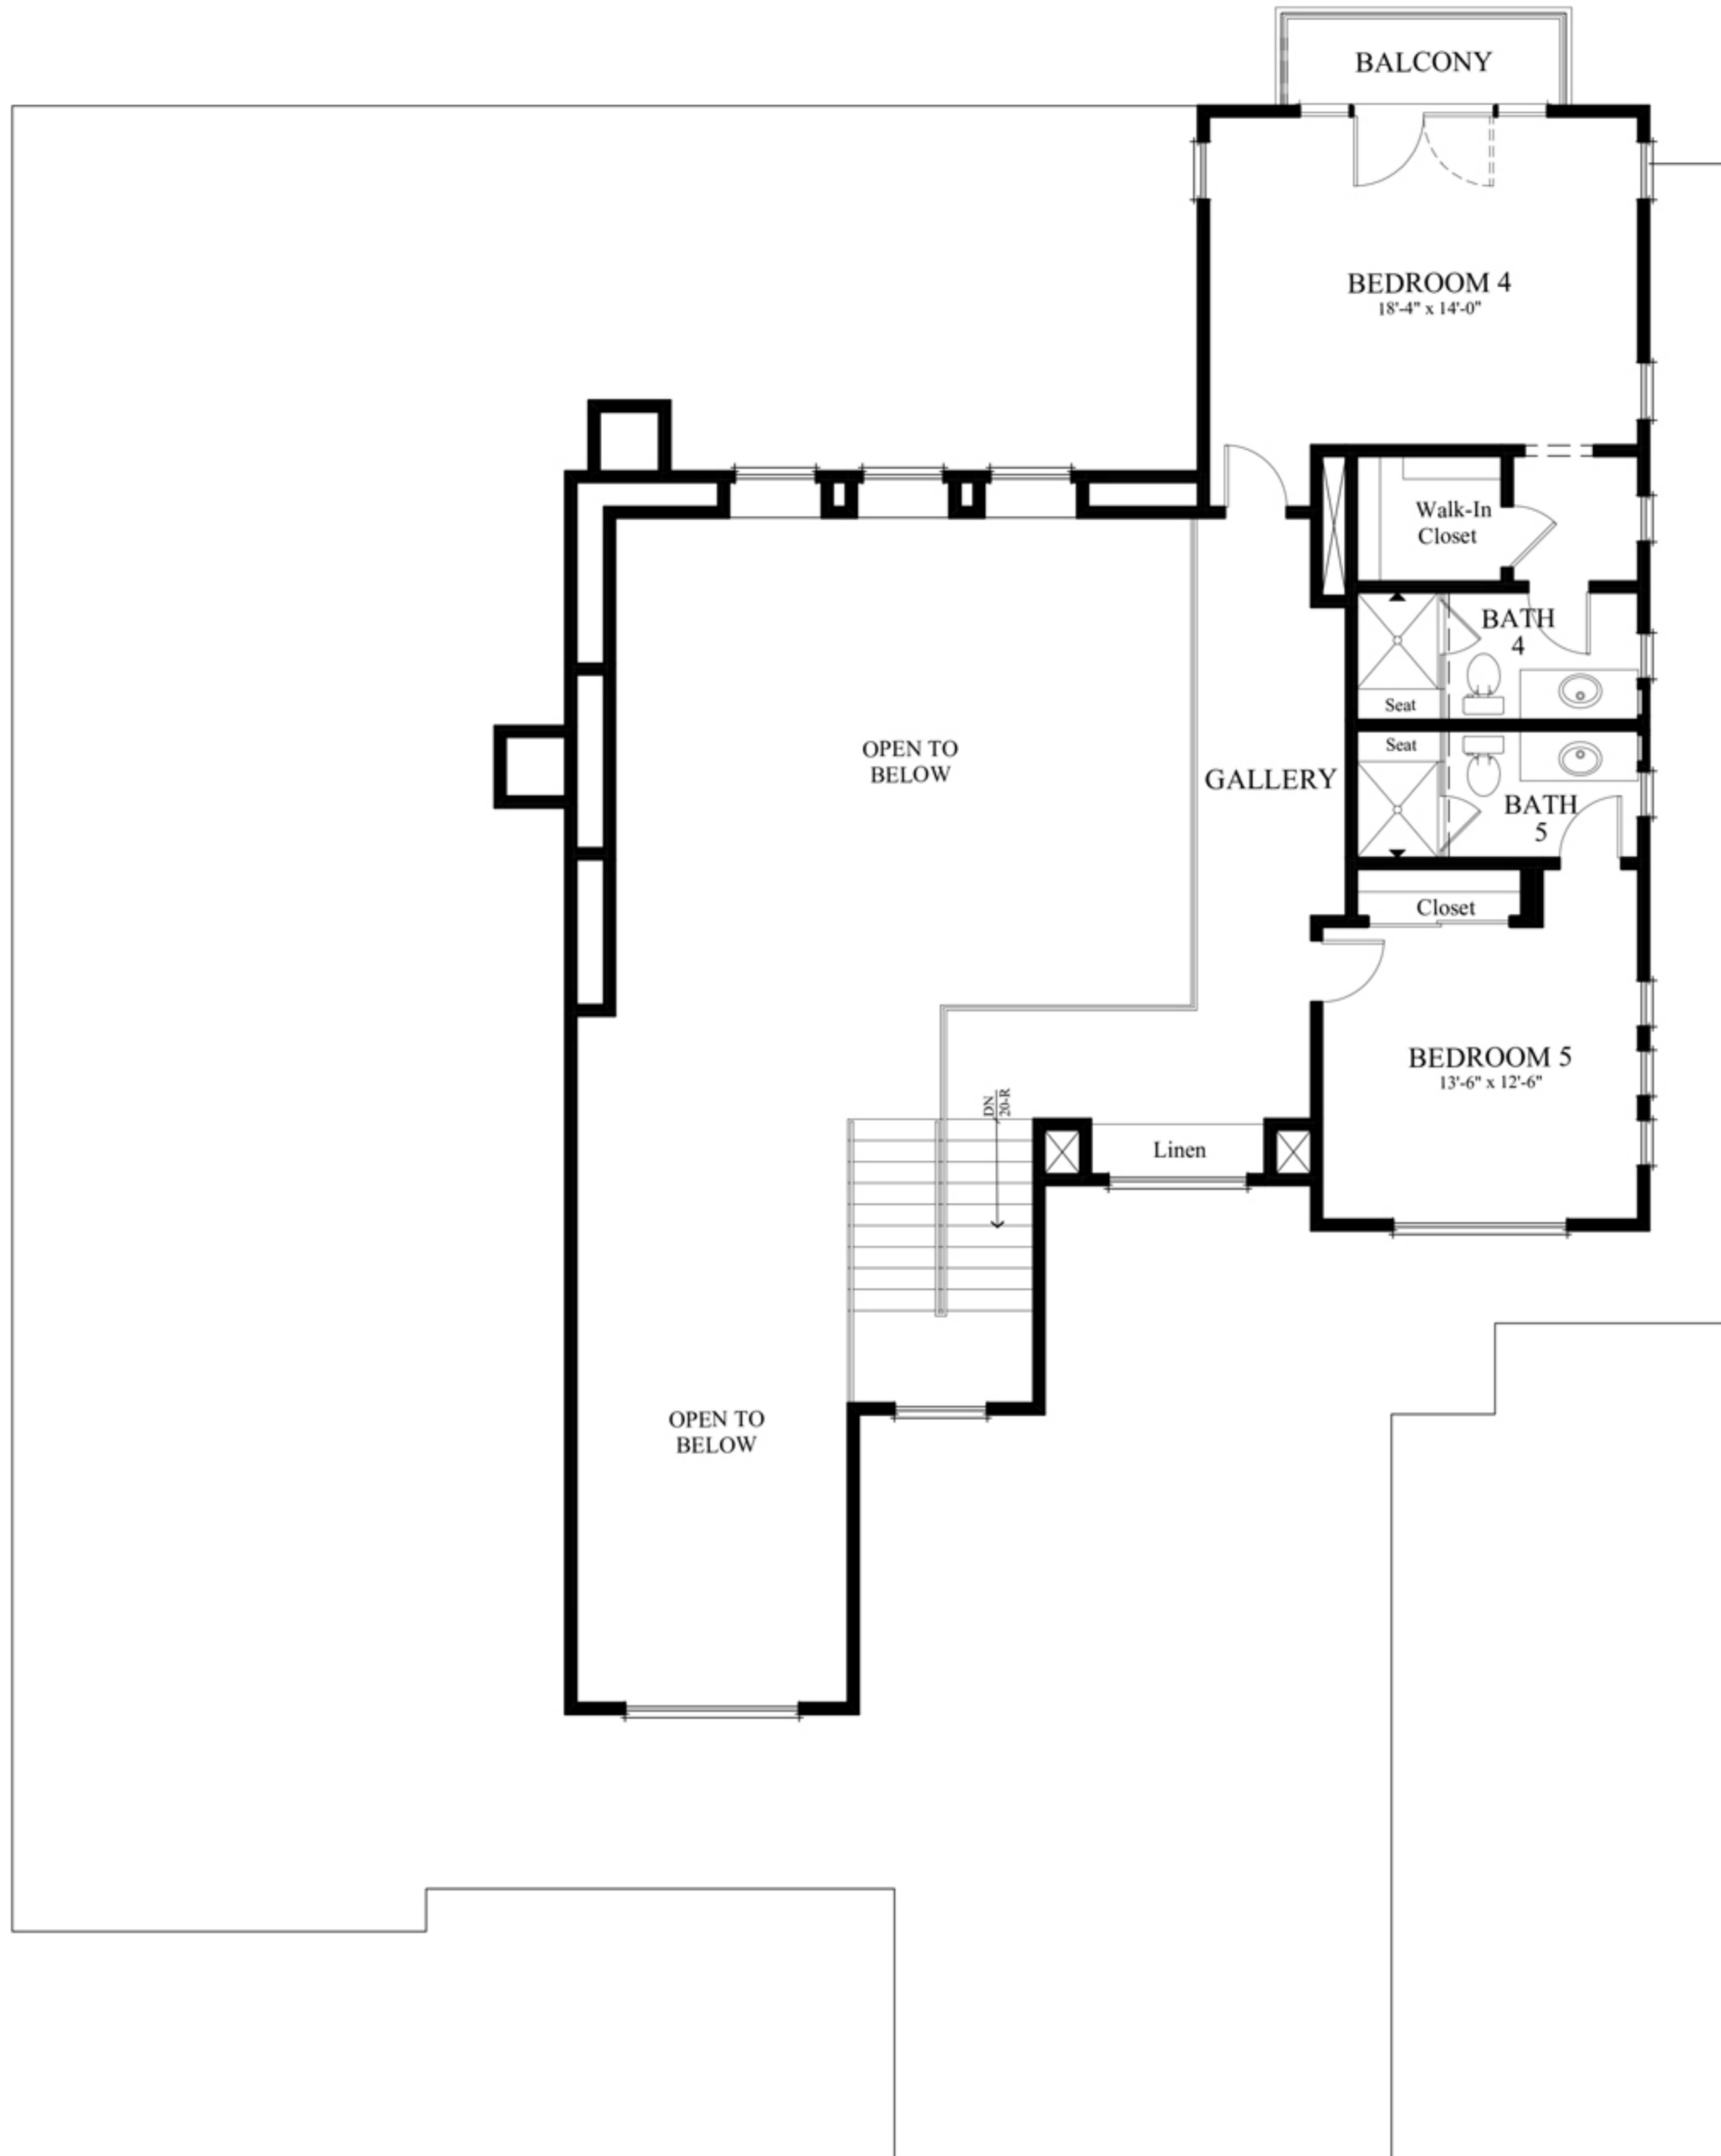 BALCONY
BEDROOM 4
18'-4" x 14'-0"
Walk-In
Closet
BATH
4
Seat
OPEN TO
BELOW
GALLERY
Seat
BATH
5
Closet
BEDROOM 5
13'-6" x 12'-6"
DN
20-R
Linen
OPEN TO
BELOW